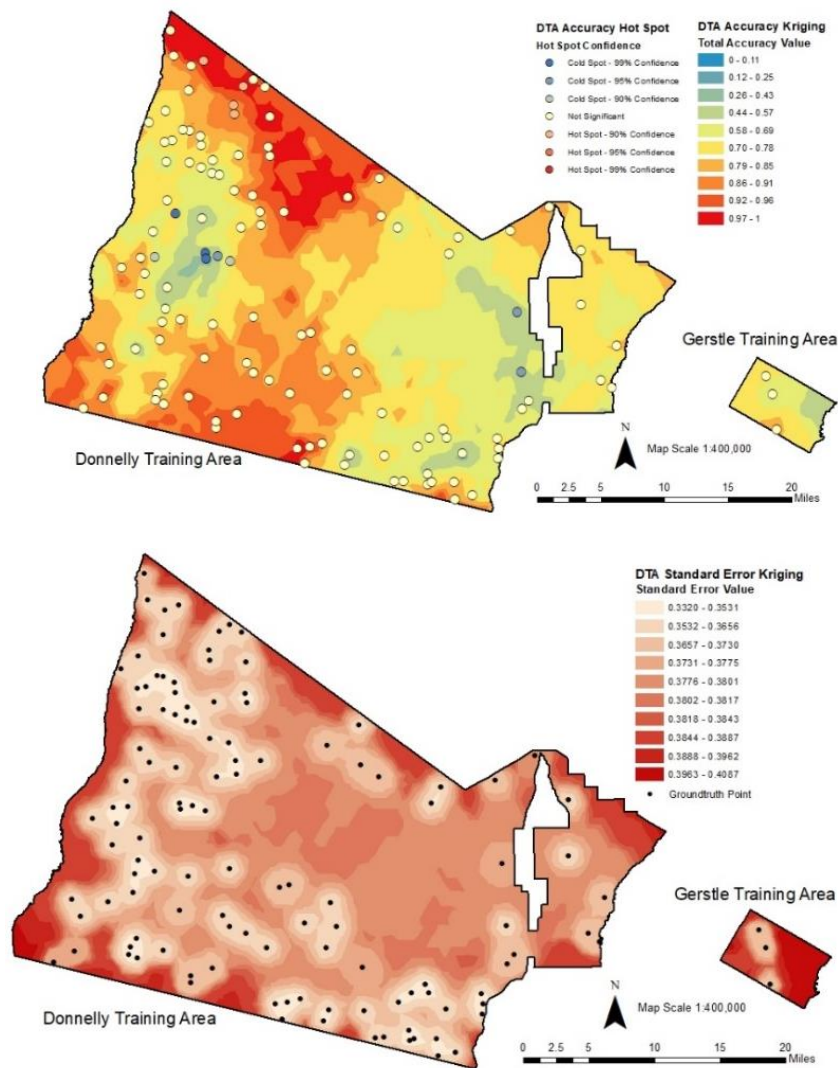 DTA Accuracy Hot Spot
Hot Spot Confidence
Cold Spot - 99% Confidence
Cold Spot - 95% Confidence
Cold Spot - 90% Confidence
Not Significant
Hot Spot - 90% Confidence
Hot Spot - 95% Confidence
Hot Spot - 99% Confidence
DTA Accuracy Kriging
Total Accuracy Value
0 - 0.11
0.12 - 0.25
0.26 - 0.43
0.44 - 0.57
0.58 - 0.69
0.70 - 0.78
0.79 - 0.85
0.86 - 0.91
0.92 - 0.96
0.97 - 1
Gerstle Training Area
Donnelly Training Area
N
Map Scale 1:400,000
0 2.5 5 10 15 20
Miles
DTA Standard Error Kriging
Standard Error Value
0.3320 - 0.3531
0.3532 - 0.3656
0.3657 - 0.3730
0.3731 - 0.3775
0.3776 - 0.3801
0.3802 - 0.3817
0.3818 - 0.3843
0.3844 - 0.3887
0.3888 - 0.3962
0.3963 - 0.4087
Groundtruth Point
Gerstle Training Area
Donnelly Training Area
N
Map Scale 1:400,000
0 2.5 5 10 15 20
Miles